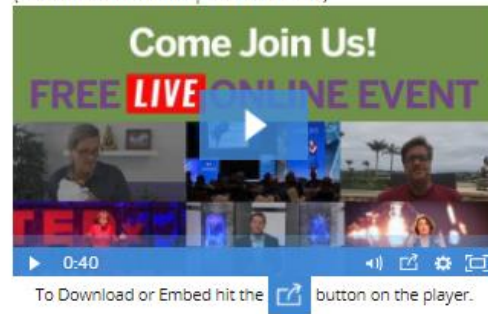 Come Join Us!
FREE LIVE ONLINE EVENT
TEDx
0:40
To Download or Embed hit the button on the player.